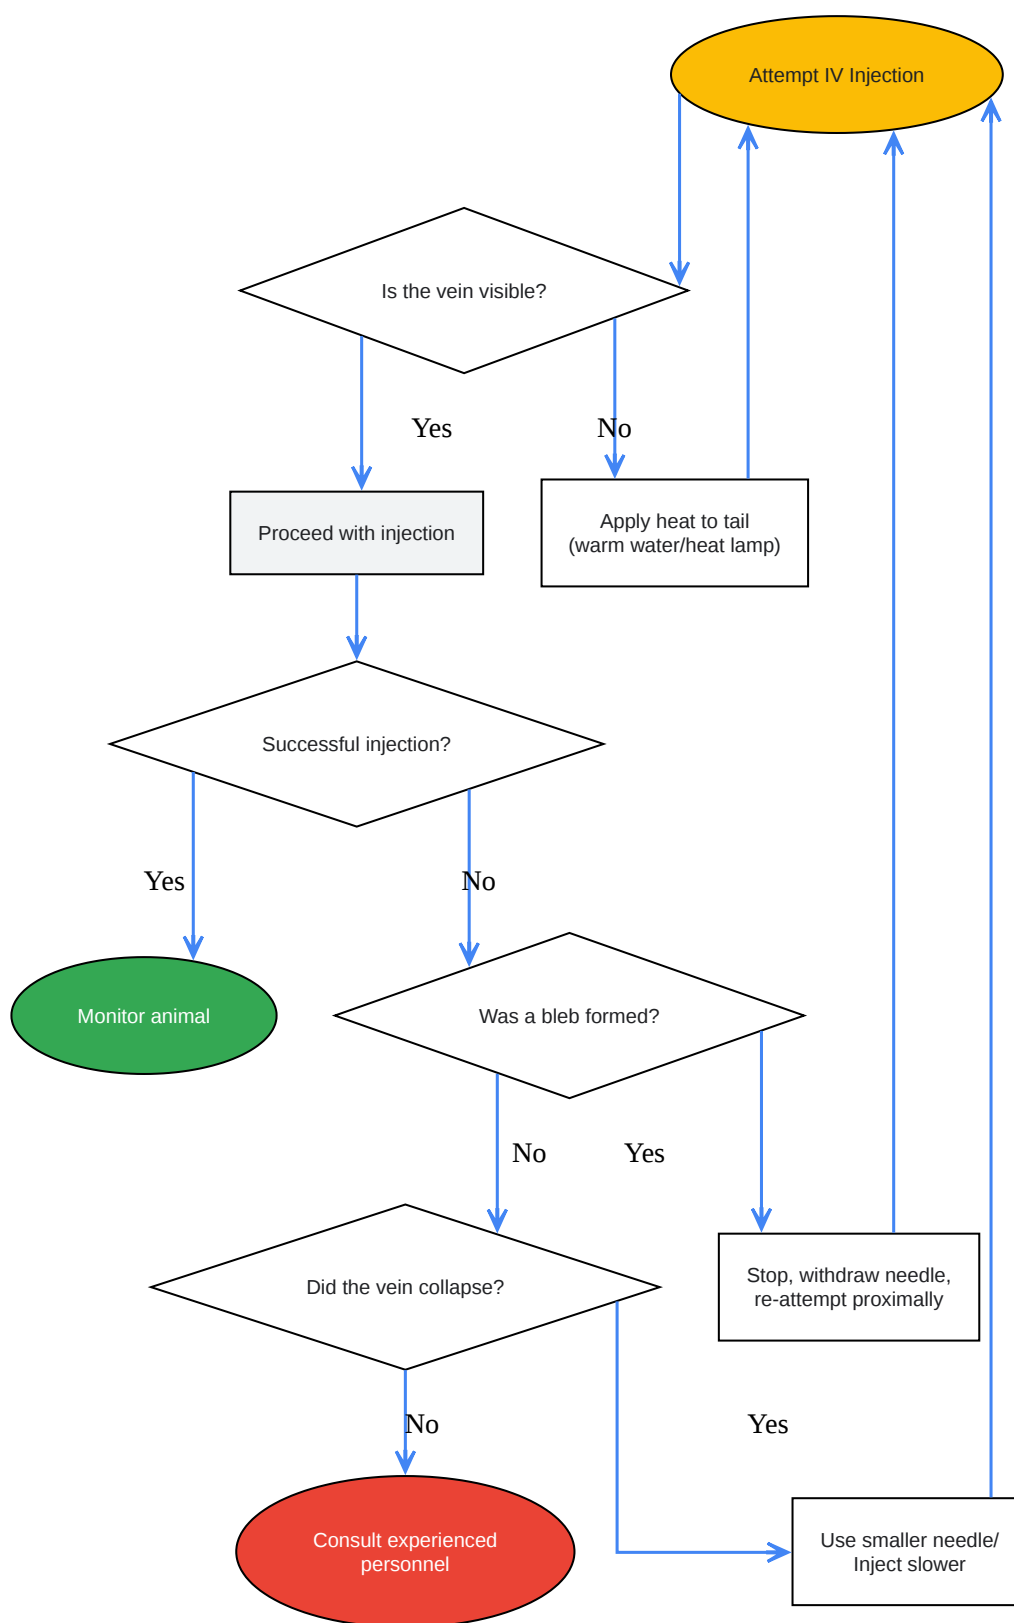 Attempt IV Injection
Is the vein visible?
Yes
No
Proceed with injection
Apply heat to tail
(warm water/heat lamp)
Successful injection?
Yes
No
Monitor animal
Was a bleb formed?
No
Yes
Did the vein collapse?
Stop, withdraw needle,
re-attempt proximally
No
Yes
Consult experienced
personnel
Use smaller needle/
Inject slower